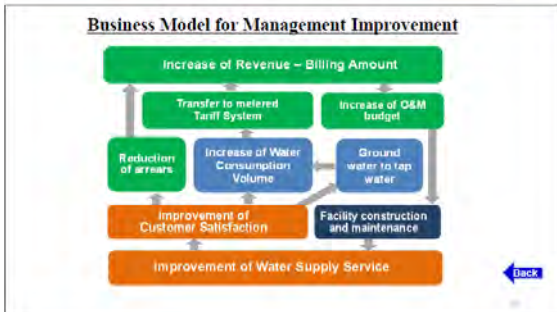 Business Model for Management Improvement
Increase of Revenue – Billing Amount
Transfer to metered
Tariff System
Increase of O&M
budget
Reduction
of arrears
Increase of Water
Consumption
Volume
Ground
water to tap
water
Improvement of
Customer Satisfaction
Facility construction
and maintenance
Improvement of Water Supply Service
Back